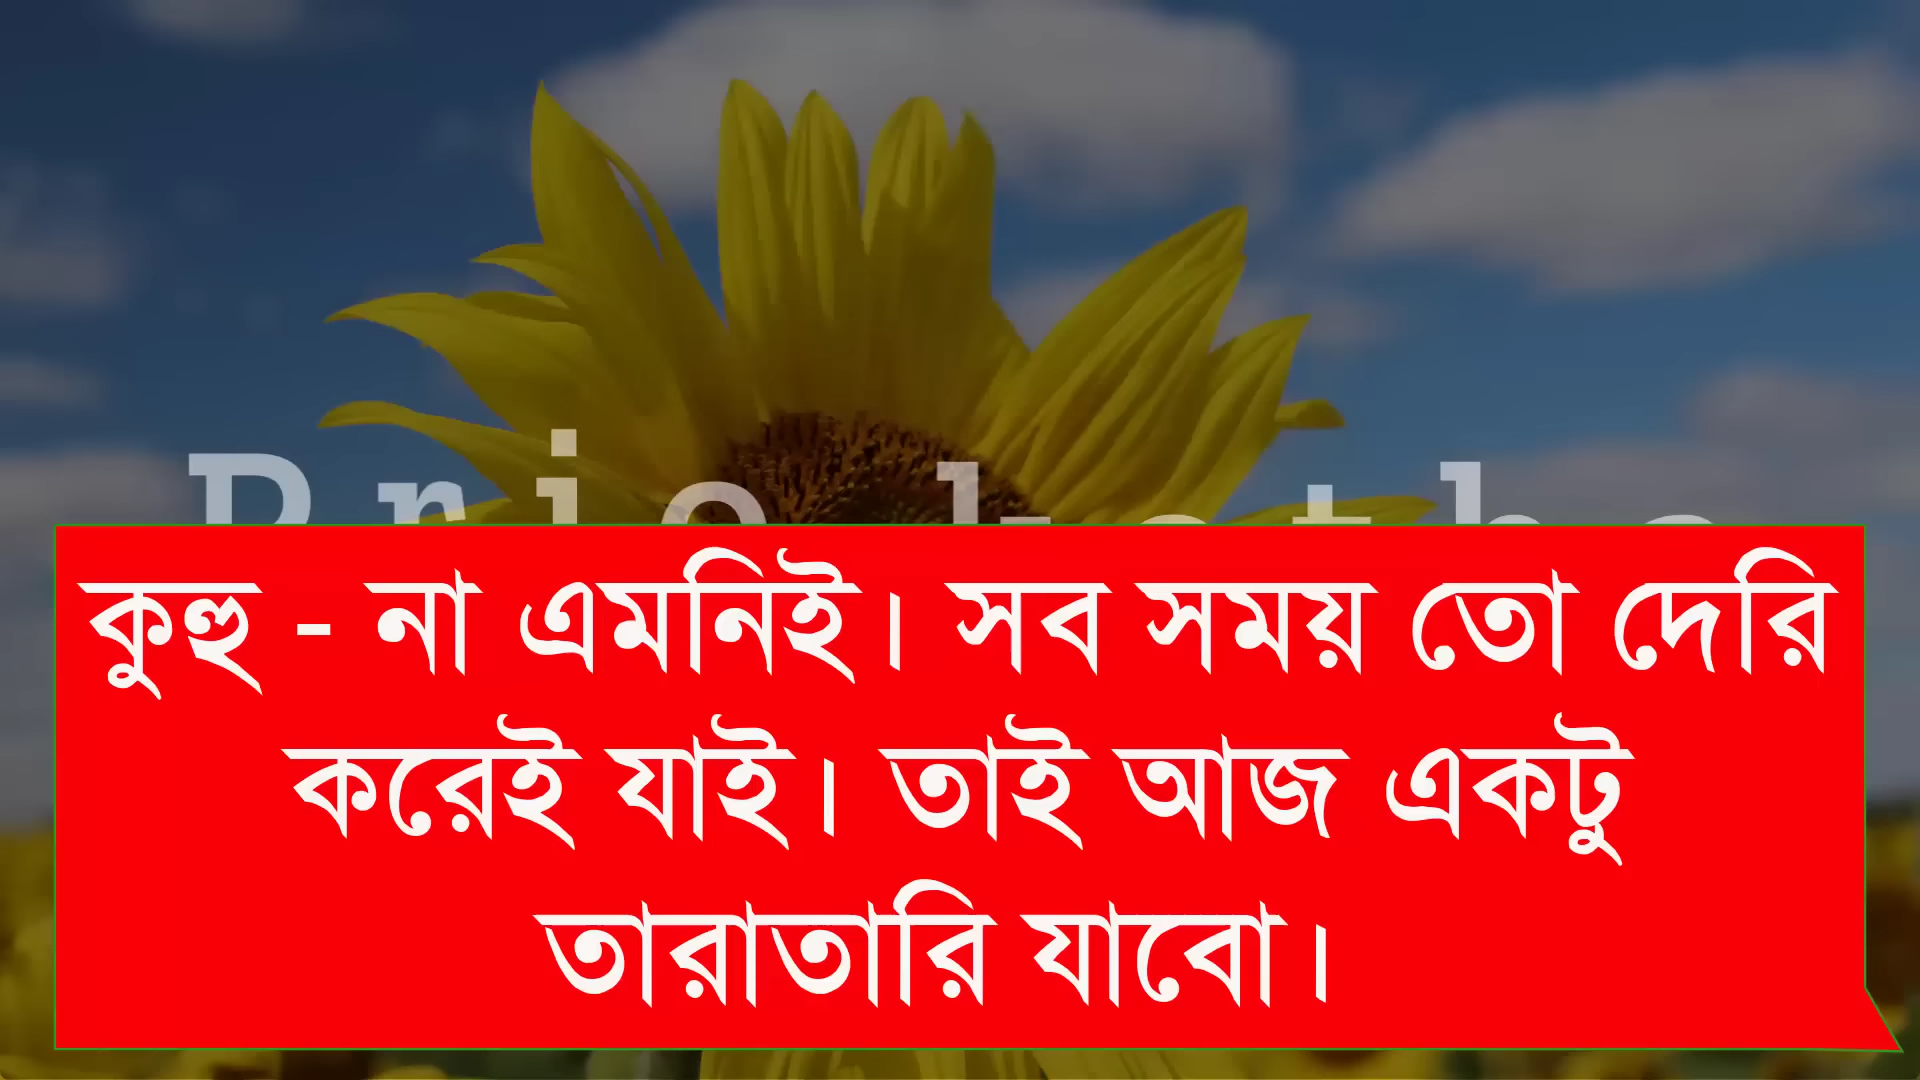 কুহু - না এমনিই। সব সময় তো দেরি
করেই যাই। তাই আজ একটু
তারাতারি যাবো।